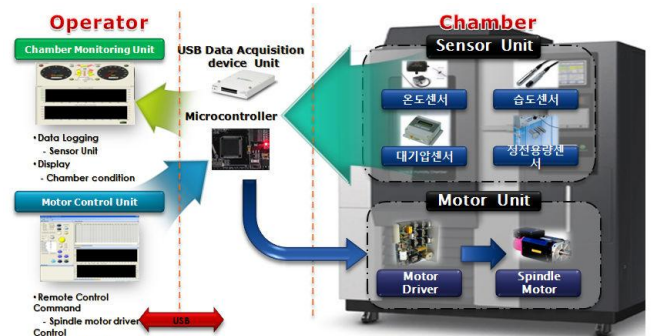 Operator
Chamber Monitoring Unit
•Data Logging
- Sensor Unit
•Display
- Chamber condition
Motor Control Unit
•Remote Control
Command
- Spindle motor driver
Control
USB Data Acquisition
device Unit
Microcontroller
USB
Chamber
Sensor Unit
온도센서
습도센서
대기압센서
정전용량센
서
Motor Unit
Motor
Driver
Spindle
Motor